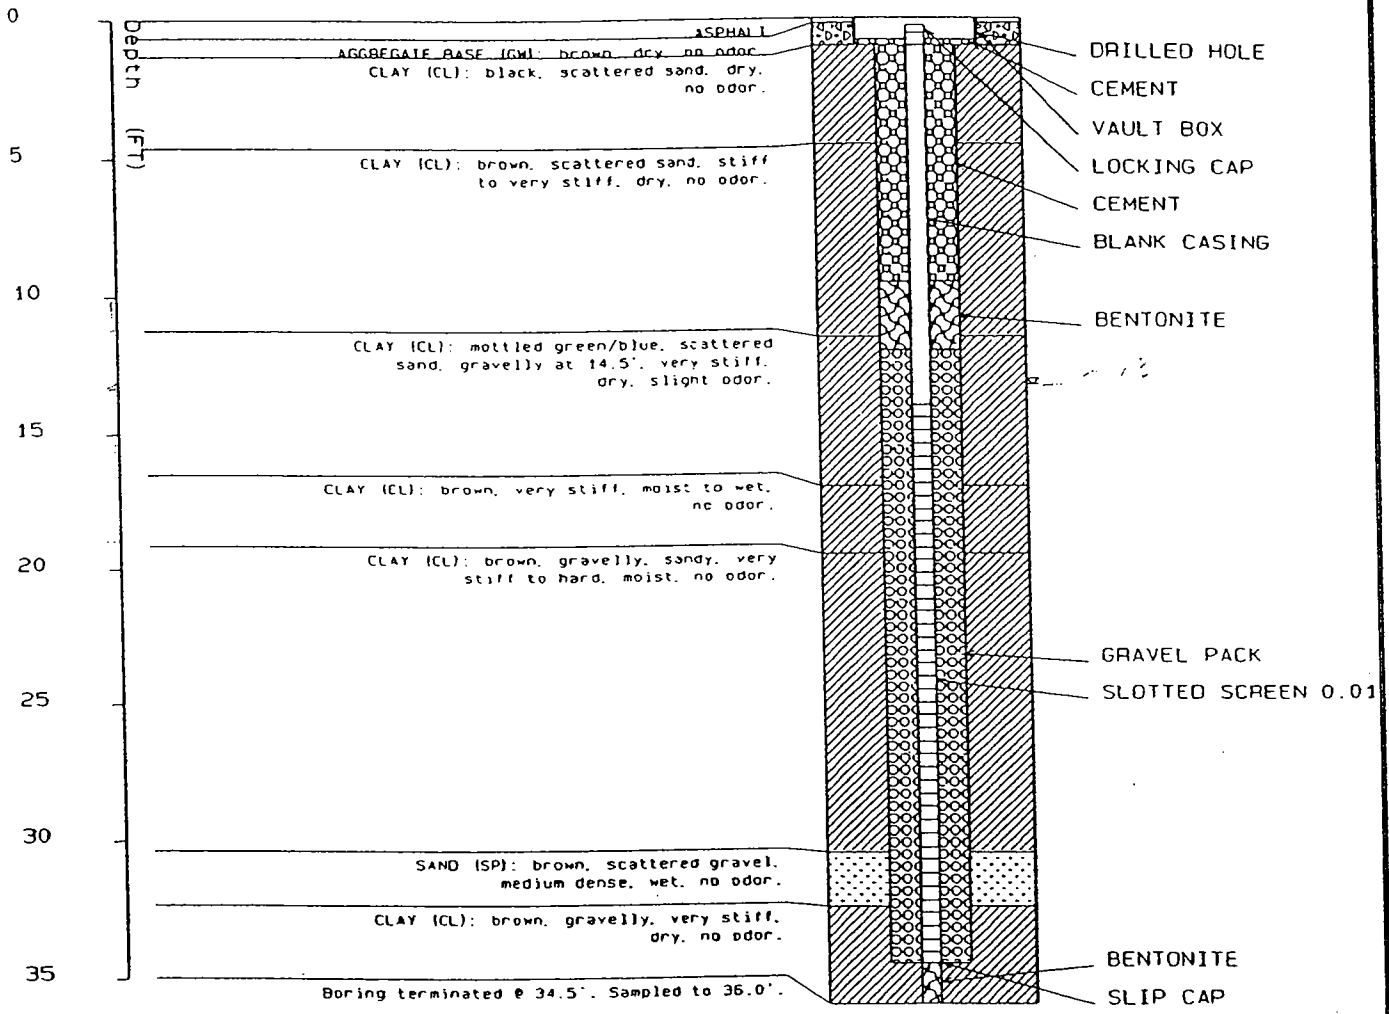 0
Depth (FT)
ASPHALT
AGGREGATE BASE (GW): brown, dry, no odor.
CLAY (CL): black, scattered sand, dry,
no odor.
5
CLAY (CL): brown, scattered sand, stiff
to very stiff, dry, no odor.
10
CLAY (CL): mottled green/blue, scattered
sand, gravelly at 14.5', very stiff,
dry, slight odor.
15
CLAY (CL): brown, very stiff, moist to wet,
no odor.
20
CLAY (CL): brown, gravelly, sandy, very
stiff to hard, moist, no odor.
25
30
SAND (SP): brown, scattered gravel,
medium dense, wet, no odor.
CLAY (CL): brown, gravelly, very stiff,
dry, no odor.
35
Boring terminated @ 34.5'. Sampled to 36.0'.
DRILLED HOLE
CEMENT
VAULT BOX
LOCKING CAP
CEMENT
BLANK CASING
BENTONITE
GRAVEL PACK
SLOTTED SCREEN 0.01
BENTONITE
SLIP CAP